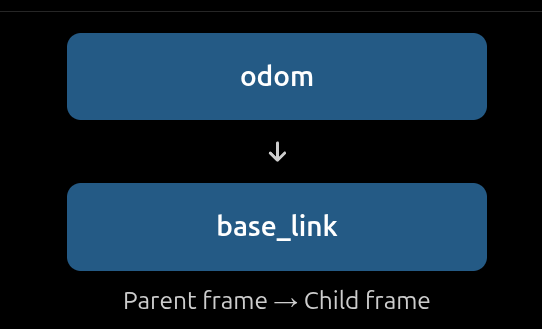 odom
↓
base_link
Parent frame → Child frame